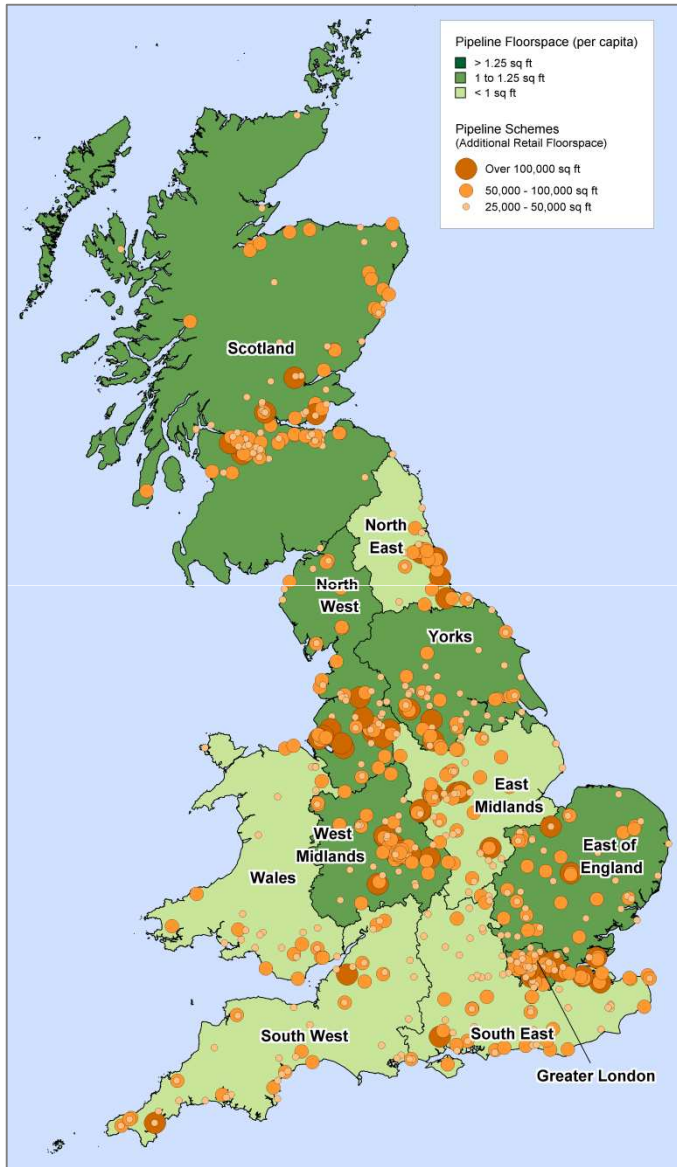 Pipeline Floorspace (per capita)
> 1.25 sq ft
1 to 1.25 sq ft
< 1 sq ft
Pipeline Schemes
(Additional Retail Floorspace)
Over 100,000 sq ft
50,000 - 100,000 sq ft
25,000 - 50,000 sq ft
Scotland
North
East
North
West
Yorks
East
Midlands
West
Midlands
East of
England
Wales
South West
South East
Greater London